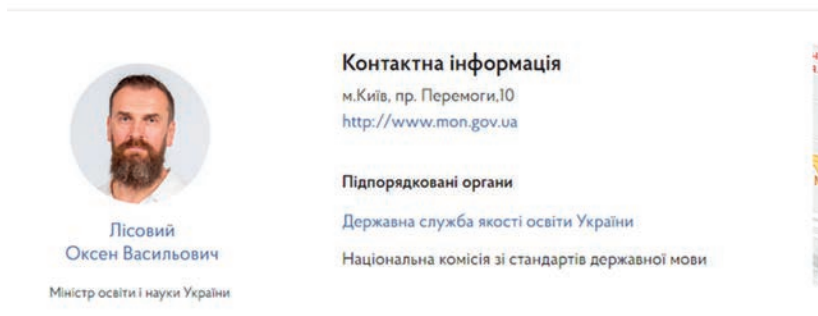 Контактна інформація
м.Київ, пр. Перемоги,10
http://www.mon.gov.ua
Підпорядковані органи
Державна служба якості освіти України
Національна комісія зі стандартів державної мови
Лісовий
Оксен Васильович
Міністр освіти і науки України